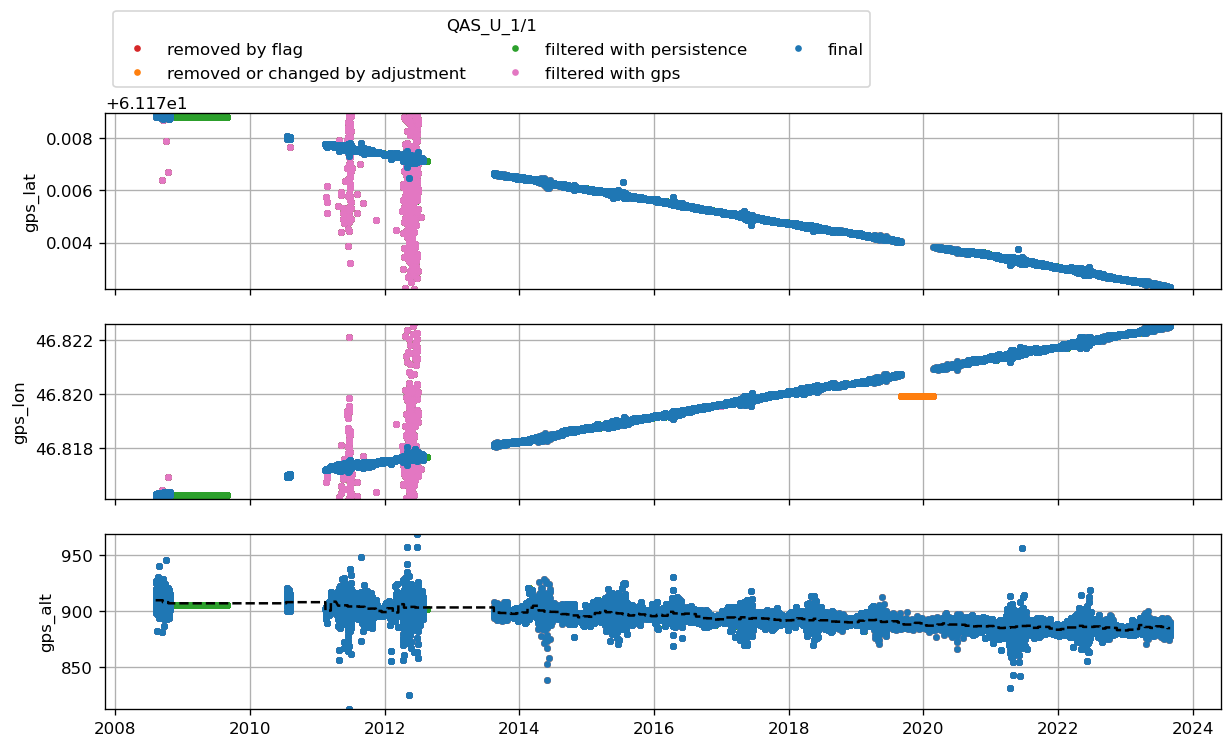 QAS_U_1/1
removed by flag
filtered with persistence
final
removed or changed by adjustment
filtered with gps
+6.117e1
0.008
0.006
0.004
gps_lat
46.822
46.820
46.818
gps_lon
950
900
850
gps_alt
2008 2010 2012 2014 2016 2018 2020 2022 2024